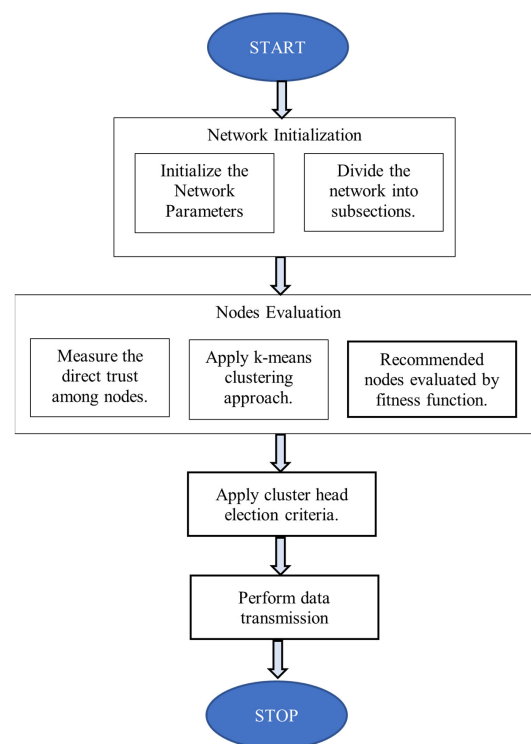 START
Network Initialization
Initialize the
Network
Parameters
Divide the
network into
subsections.
Nodes Evaluation
Measure the
direct trust
among nodes.
Apply k-means
clustering
approach.
Recommended
nodes evaluated by
fitness function.
Apply cluster head
election criteria.
Perform data
transmission
STOP